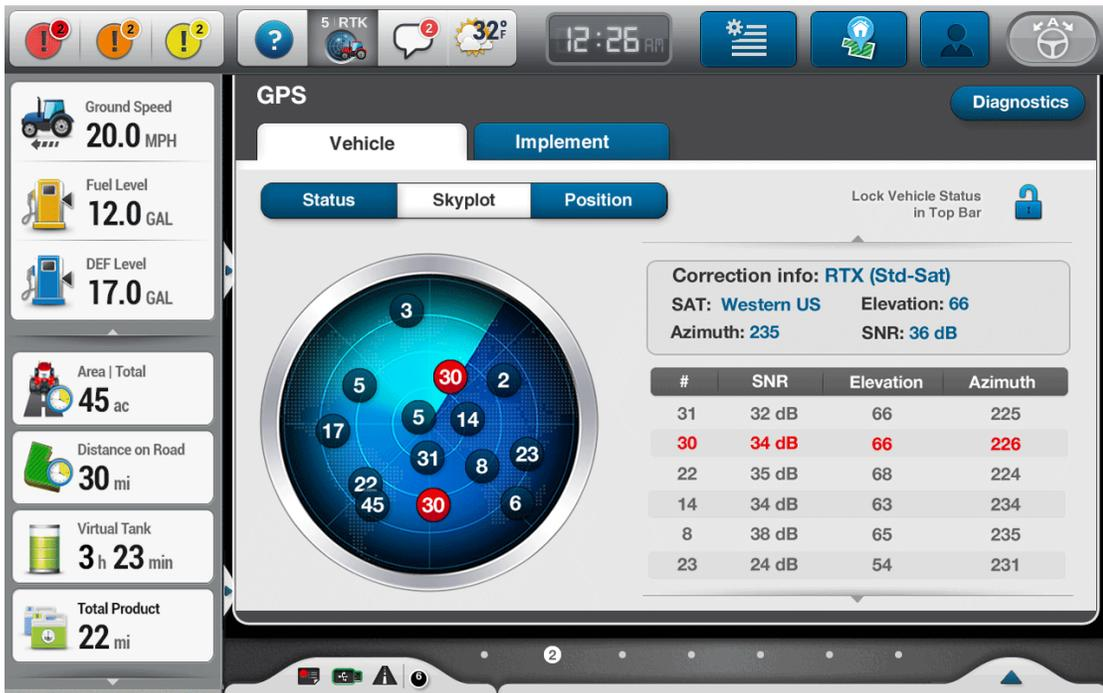 2 2 2 ? 5 | RTK 2 32°F 12:26 AM A
Ground Speed
20.0 MPH
Fuel Level
12.0 GAL
DEF Level
17.0 GAL
Area | Total
45 ac
Distance on Road
30 mi
Virtual Tank
3 h 23 min
Total Product
22 mi
GPS
Diagnostics
Vehicle Implement
Status Skyplot Position
Lock Vehicle Status
in Top Bar
3
5 30 2
5 14
17
31 8 23
22
45 30 6
Correction info: RTX (Std-Sat)
SAT: Western US Elevation: 66
Azimuth: 235 SNR: 36 dB
# SNR Elevation Azimuth
31 32 dB 66 225
30 34 dB 66 226
22 35 dB 68 224
14 34 dB 63 234
8 38 dB 65 235
23 24 dB 54 231
2
6